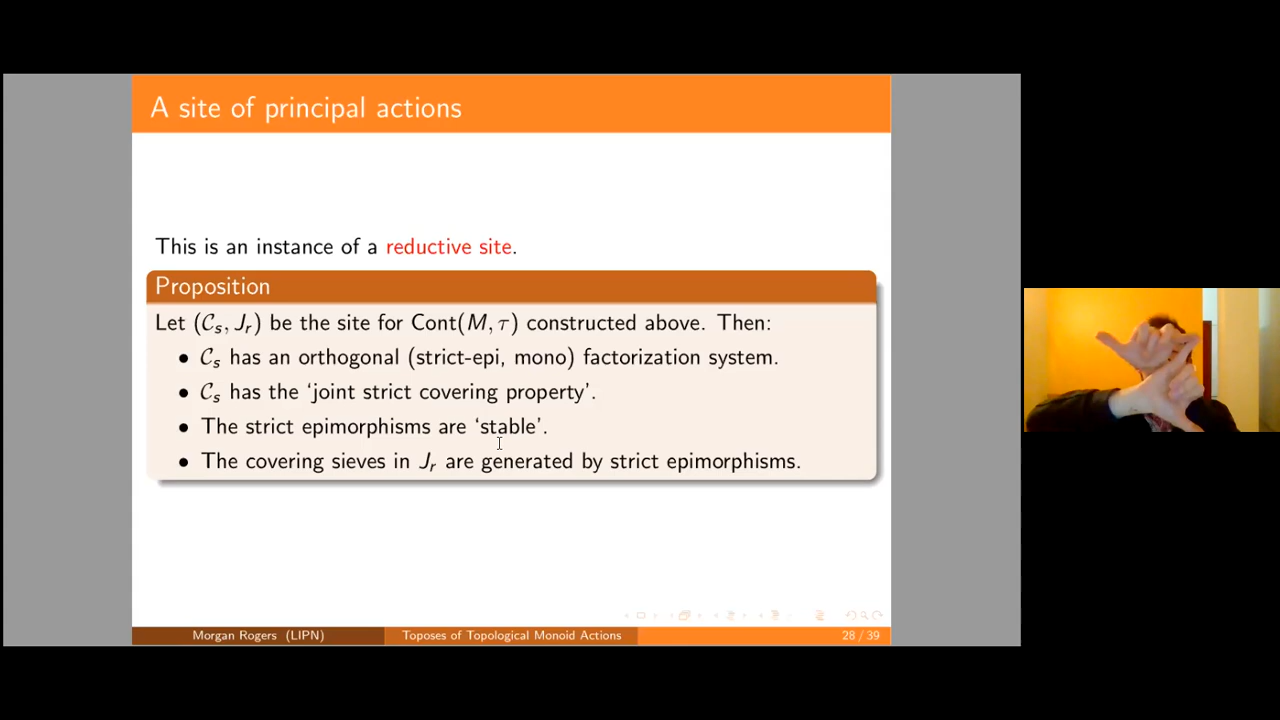 A site of principal actions
This is an instance of a reductive site.
Proposition
Let (𝒞ₛ, Jᵣ) be the site for Cont(M, τ) constructed above. Then:
• 𝒞ₛ has an orthogonal (strict-epi, mono) factorization system.
• 𝒞ₛ has the ‘joint strict covering property’.
• The strict epimorphisms are ‘stable’.
• The covering sieves in Jᵣ are generated by strict epimorphisms.
Morgan Rogers (LIPN) Toposes of Topological Monoid Actions 28 / 39